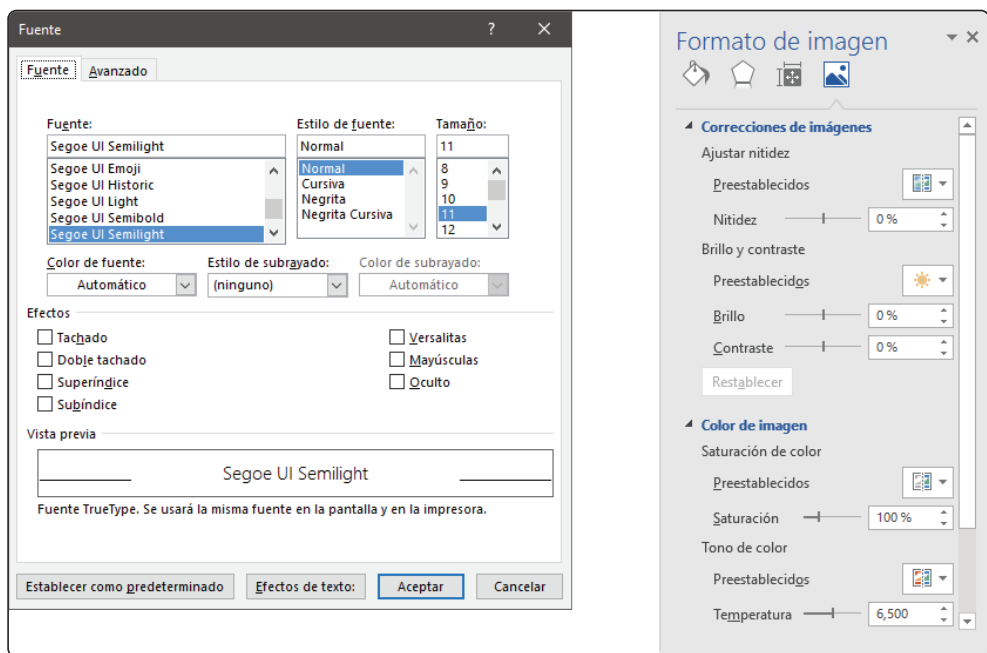 Fuente
?
Fuente
Avanzado
Fuente:
Estilo de fuente:
Tamaño:
Segoe UI Semilight
Normal
11
Segoe UI Emoji
Normal
8
Segoe UI Historic
Cursiva
9
Segoe UI Light
Negrita
10
Segoe UI Semibold
Negrita Cursiva
11
Segoe UI Semilight
12
Color de fuente:
Estilo de subrayado:
Color de subrayado:
Automático
(ninguno)
Automático
Efectos
Tachado
Versalitas
Doble tachado
Mayúsculas
Superíndice
Oculto
Subíndice
Vista previa
Segoe UI Semilight
Fuente TrueType. Se usará la misma fuente en la pantalla y en la impresora.
Establecer como predeterminado
Efectos de texto:
Aceptar
Cancelar
Formato de imagen
Correcciones de imágenes
Ajustar nitidez
Preestablecidos
Nitidez
0 %
Brillo y contraste
Preestablecidos
Brillo
0 %
Contraste
0 %
Restablecer
Color de imagen
Saturación de color
Preestablecidos
Saturación
100 %
Tono de color
Preestablecidos
Temperatura
6,500